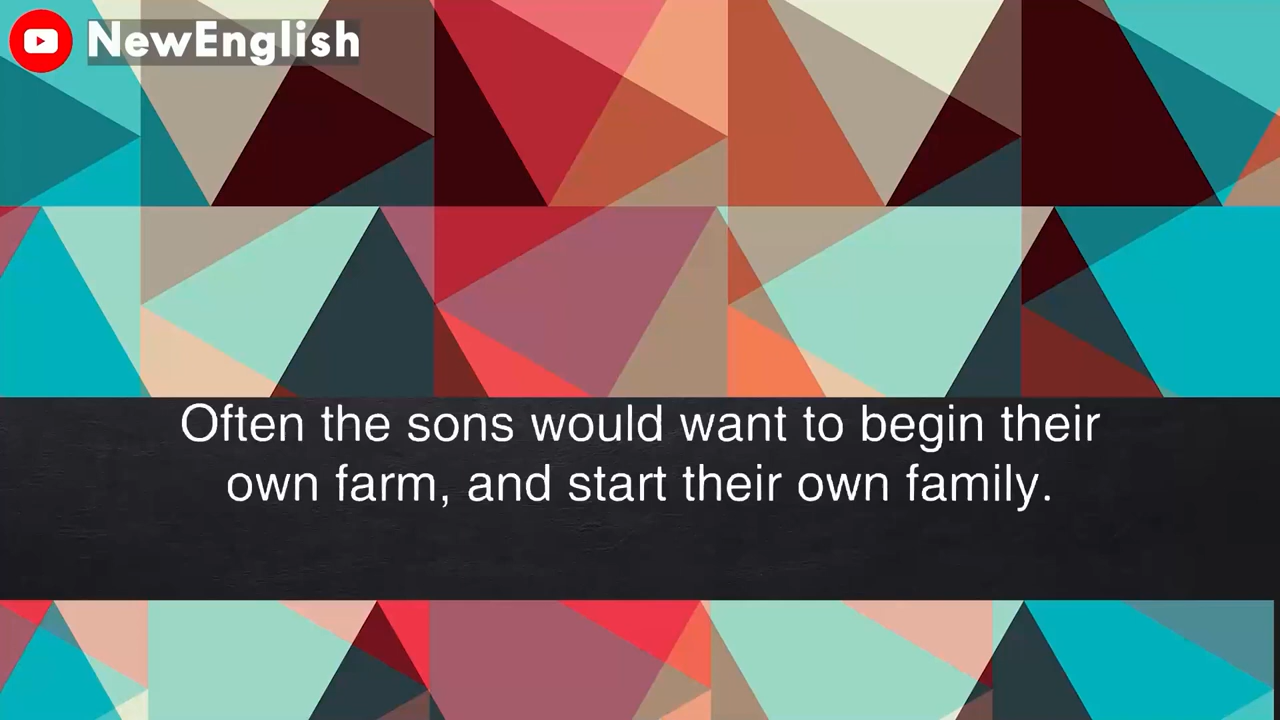 NewEnglish
Often the sons would want to begin their
own farm, and start their own family.